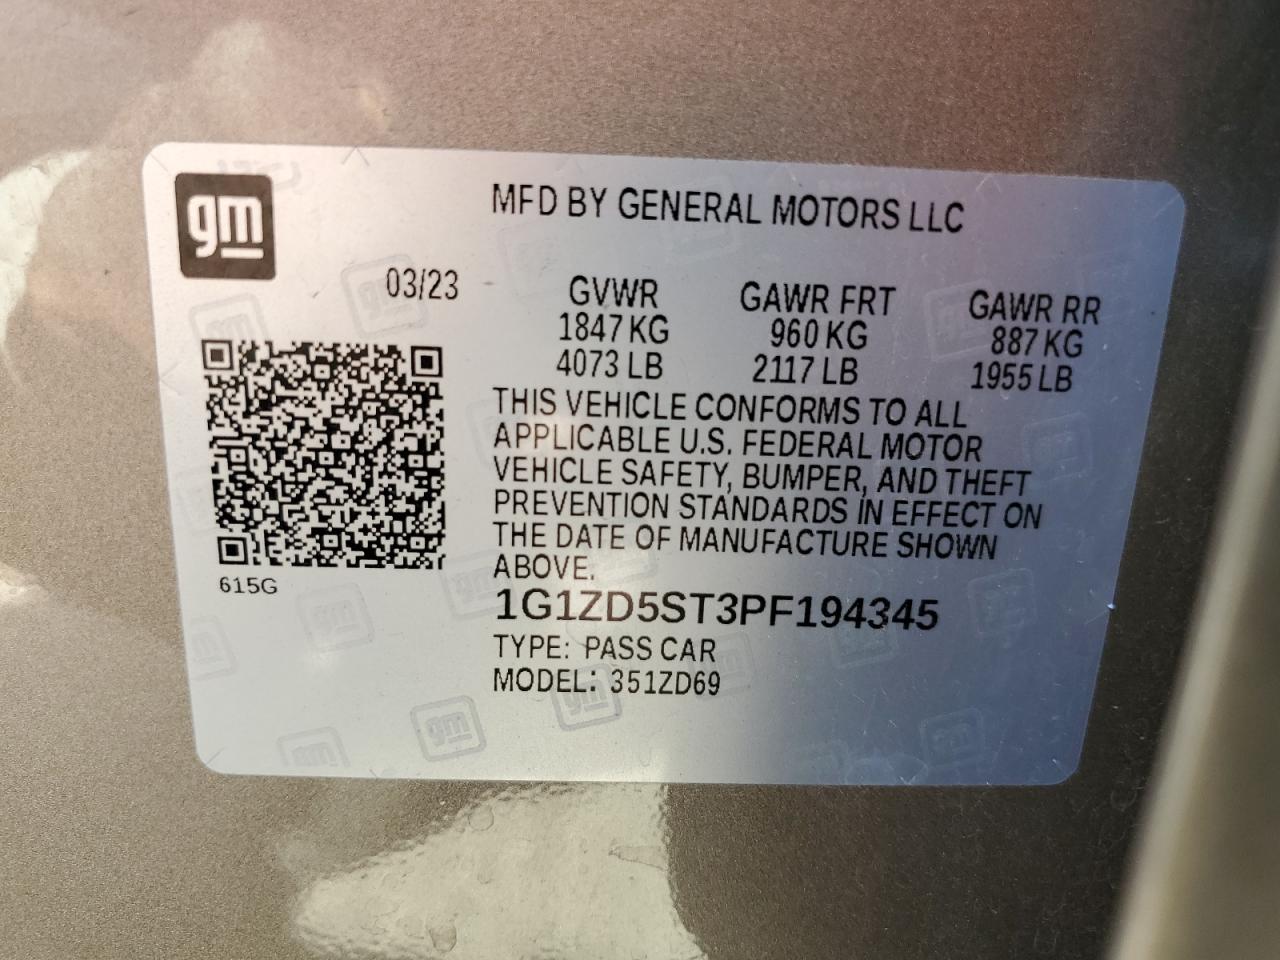 gm
MFD BY GENERAL MOTORS LLC
03/23
GVWR GAWR FRT GAWR RR
1847 KG 960 KG 887 KG
4073 LB 2117 LB 1955 LB
THIS VEHICLE CONFORMS TO ALL
APPLICABLE U.S. FEDERAL MOTOR
VEHICLE SAFETY, BUMPER, AND THEFT
PREVENTION STANDARDS IN EFFECT ON
THE DATE OF MANUFACTURE SHOWN
ABOVE.
615G
1G1ZD5ST3PF194345
TYPE: PASS CAR
MODEL: 351ZD69